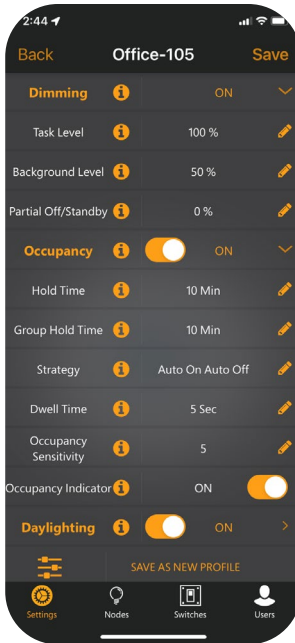 2:44
Back Office-105 Save
Dimming ON
Task Level 100 %
Background Level 50 %
Partial Off/Standby 0 %
Occupancy ON
Hold Time 10 Min
Group Hold Time 10 Min
Strategy Auto On Auto Off
Dwell Time 5 Sec
Occupancy
Sensitivity 5
Occupancy Indicator ON
Daylighting ON
SAVE AS NEW PROFILE
Settings Nodes Switches Users